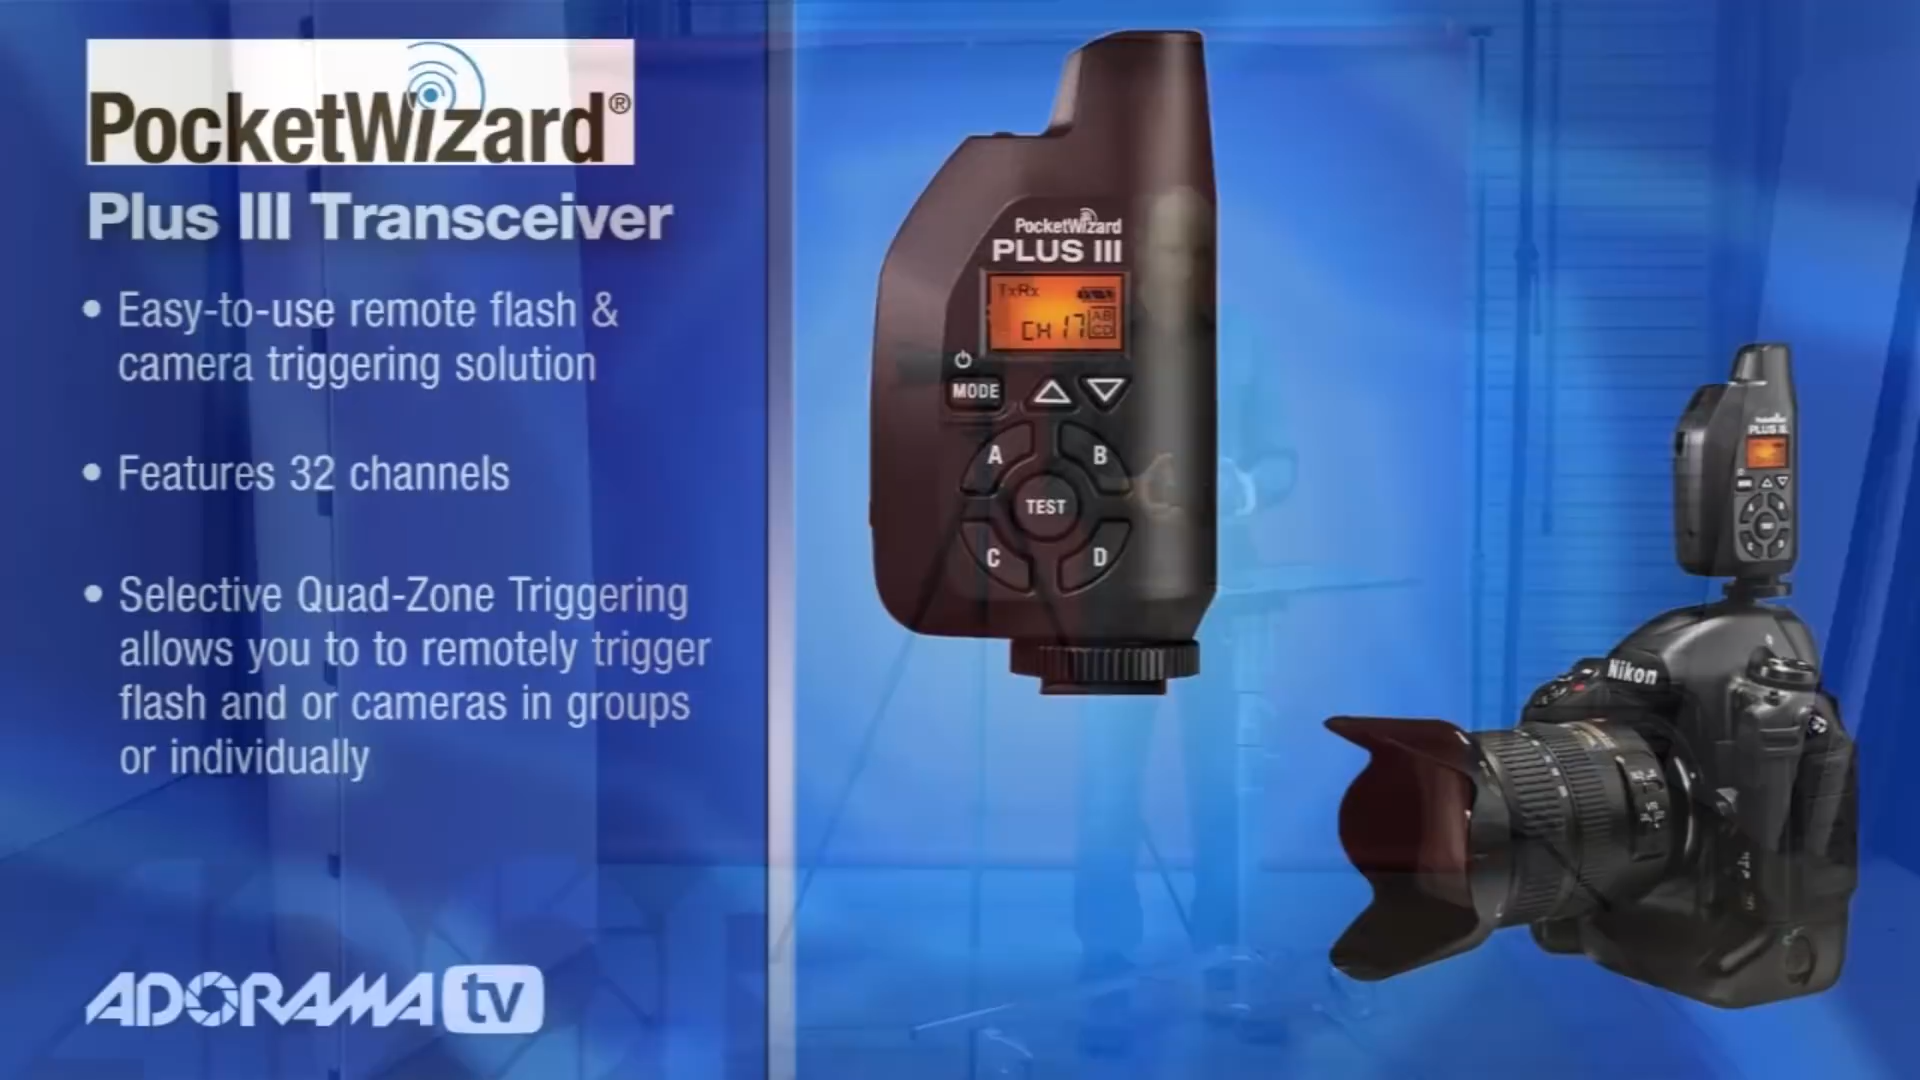 PocketWizard®
Plus III Transceiver
• Easy-to-use remote flash &
camera triggering solution
• Features 32 channels
• Selective Quad-Zone Triggering
allows you to to remotely trigger
flash and or cameras in groups
or individually
ADORAMA tv
PocketWizard
PLUS III
TxRx
CH 17 AB
CD
MODE
A B
TEST
C D
PLUS III
Nikon